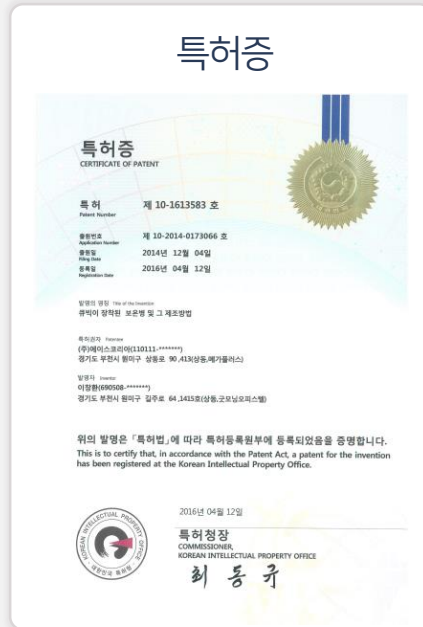 특허증
특허증
CERTIFICATE OF PATENT
특 허
Patent Number
제 10-1613583 호
출원번호
Application Number
제 10-2014-0173066 호
출원일
Filing Date
2014년 12월 04일
등록일
Registration Date
2016년 04월 12일
발명의 명칭 Title of the Invention
큐빅이 장착된 보온병 및 그 제조방법
특허권자 Patentee
(주)에이스코리아(110111-*******)
경기도 부천시 원미구 상동로 90,413(상동,메가플러스)
발명자 Inventor
이창환(690508-*******)
경기도 부천시 원미구 길주로 64,1415호(상동,굿모닝오피스텔)
위의 발명은 「특허법」에 따라 특허등록원부에 등록되었음을 증명합니다.
This is to certify that, in accordance with the Patent Act, a patent for the invention
has been registered at the Korean Intellectual Property Office.
2016년 04월 12일
특허청장
COMMISSIONER,
KOREAN INTELLECTUAL PROPERTY OFFICE
최동규
KOREAN INTELLECTUAL PROPERTY OFFICE
대한민국 특허청